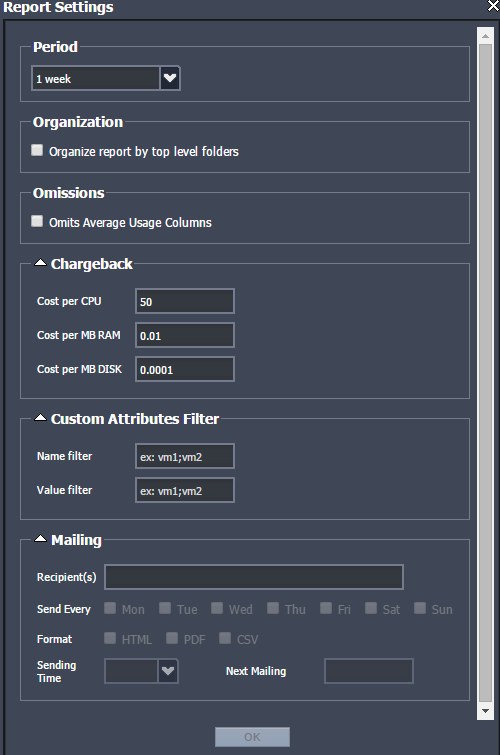 Report Settings
Period
1 week
Organization
Organize report by top level folders
Omissions
Omits Average Usage Columns
Chargeback
Cost per CPU 50
Cost per MB RAM 0.01
Cost per MB DISK 0.0001
Custom Attributes Filter
Name filter ex: vm1;vm2
Value filter ex: vm1;vm2
Mailing
Recipient(s)
Send Every Mon Tue Wed Thu Fri Sat Sun
Format HTML PDF CSV
Sending
Time
Next Mailing
OK